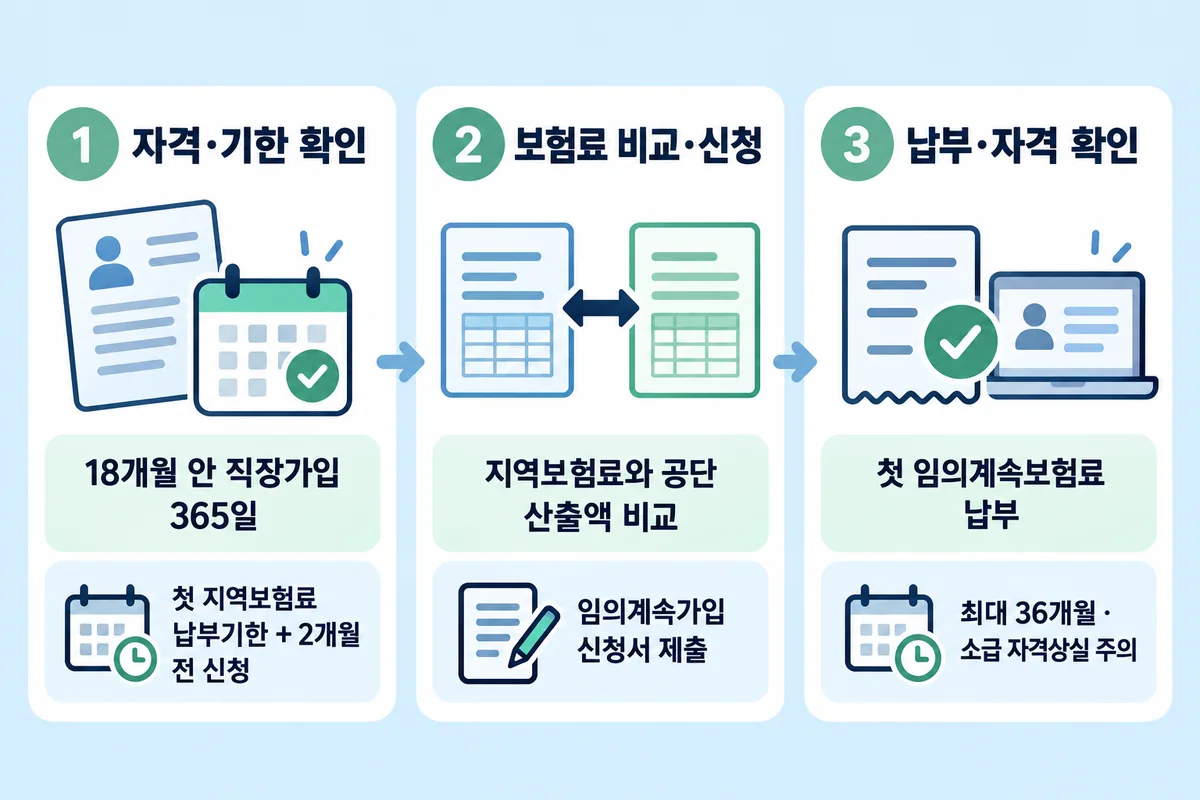 1 자격·기한 확인
18개월 안 직장가입
365일
첫 지역보험료
납부기한 + 2개월
전 신청
2 보험료 비교·신청
지역보험료와 공단
산출액 비교
임의계속가입
신청서 제출
3 납부·자격 확인
첫 임의계속보험료
납부
최대 36개월 ·
소급 자격상실 주의